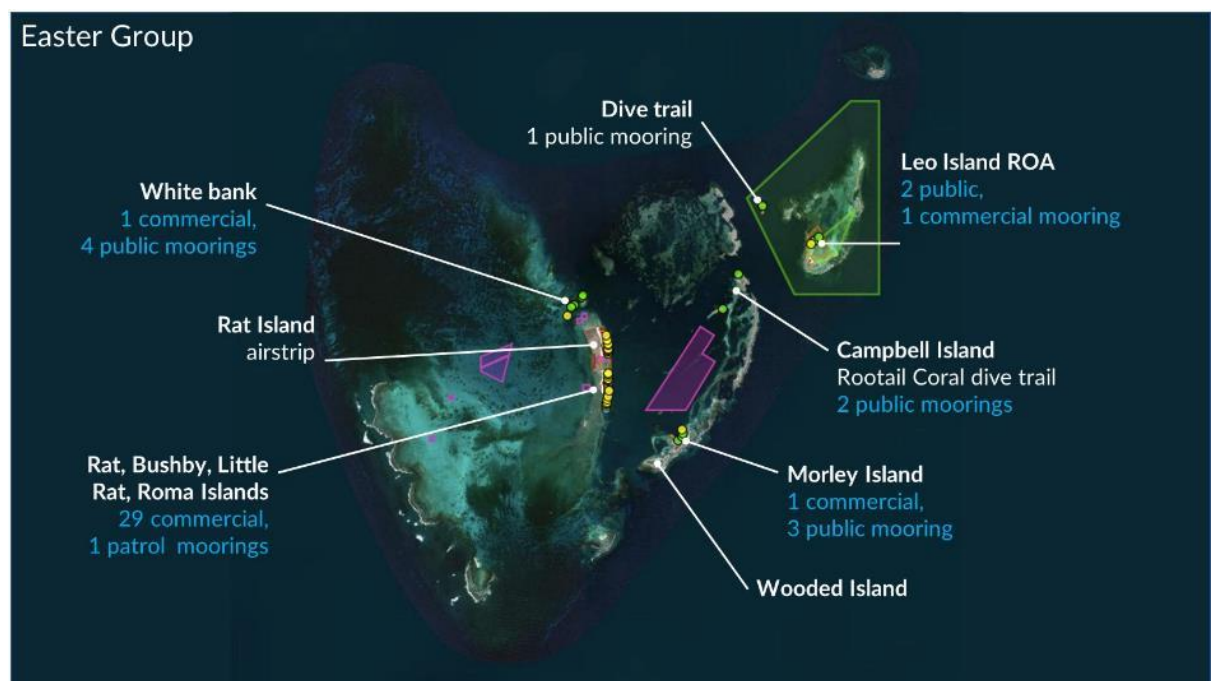 Easter Group
Dive trail
1 public mooring
Leo Island ROA
2 public,
1 commercial mooring
White bank
1 commercial,
4 public moorings
Rat Island
airstrip
Campbell Island
Rootail Coral dive trail
2 public moorings
Rat, Bushby, Little
Rat, Roma Islands
29 commercial,
1 patrol moorings
Morley Island
1 commercial,
3 public mooring
Wooded Island